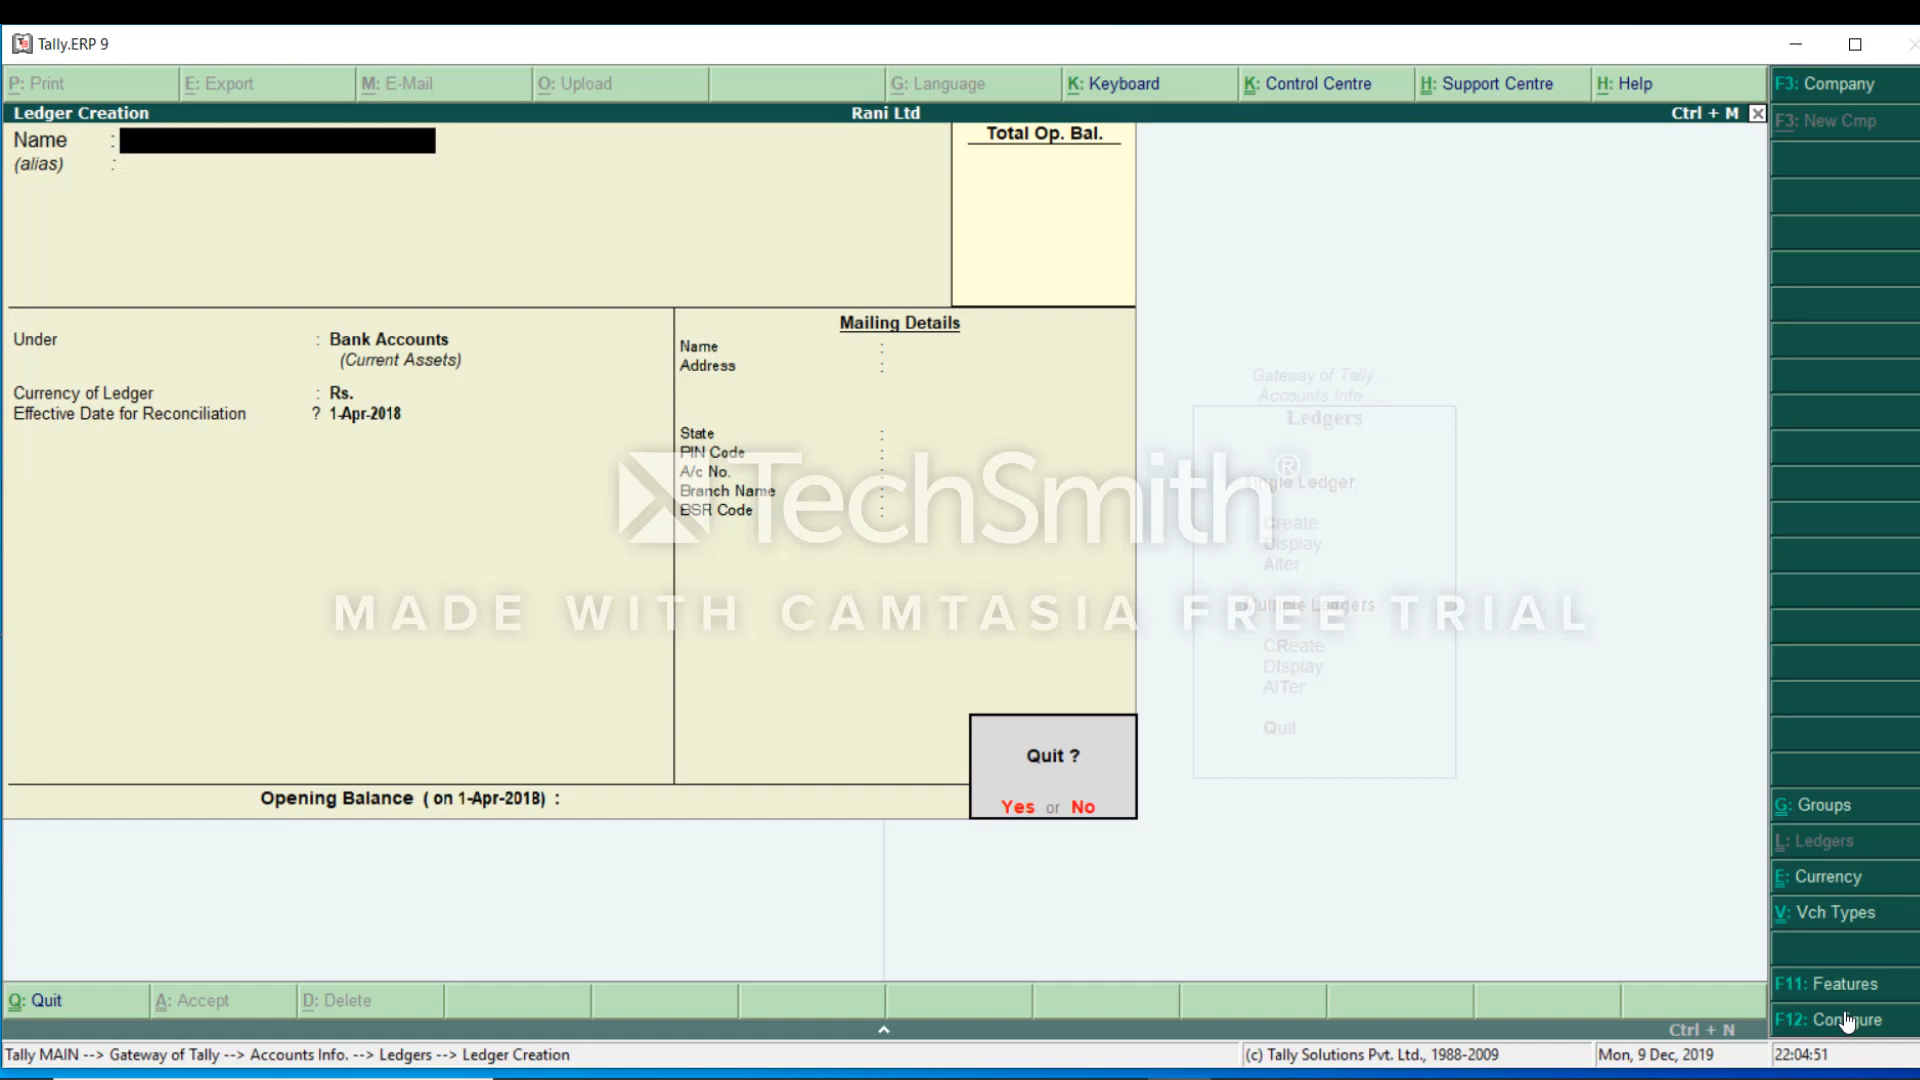 Tally.ERP 9
P: Print E: Export M: E-Mail O: Upload G: Language K: Keyboard K: Control Centre H: Support Centre H: Help
F3: Company
Ledger Creation Rani Ltd Ctrl + M
F3: New Cmp
Name :
(alias) :
Total Op. Bal.
Under : Bank Accounts
(Current Assets)
Currency of Ledger : Rs.
Effective Date for Reconciliation ? 1-Apr-2018
Mailing Details
Name :
Address :
State :
PIN Code :
A/c No. :
Branch Name :
BSR Code :
Gateway of Tally ...
Accounts Info. ...
Ledgers
Single Ledger
Create
Display
Alter
Multiple Ledgers
CReate
DIsplay
AlTer
Quit
TechSmith®
MADE WITH CAMTASIA FREE TRIAL
Quit ?
Yes or No
Opening Balance ( on 1-Apr-2018) :
G: Groups
L: Ledgers
E: Currency
V: Vch Types
F11: Features
F12: Configure
Q: Quit A: Accept D: Delete
Ctrl + N
Tally MAIN --> Gateway of Tally --> Accounts Info. --> Ledgers --> Ledger Creation (c) Tally Solutions Pvt. Ltd., 1988-2009 Mon, 9 Dec, 2019 22:04:51